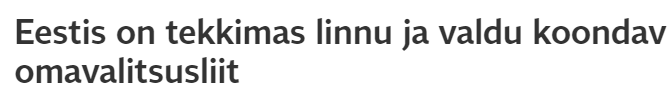 Eestis on tekkimas linnu ja valdu koondav
omavalitsusliit